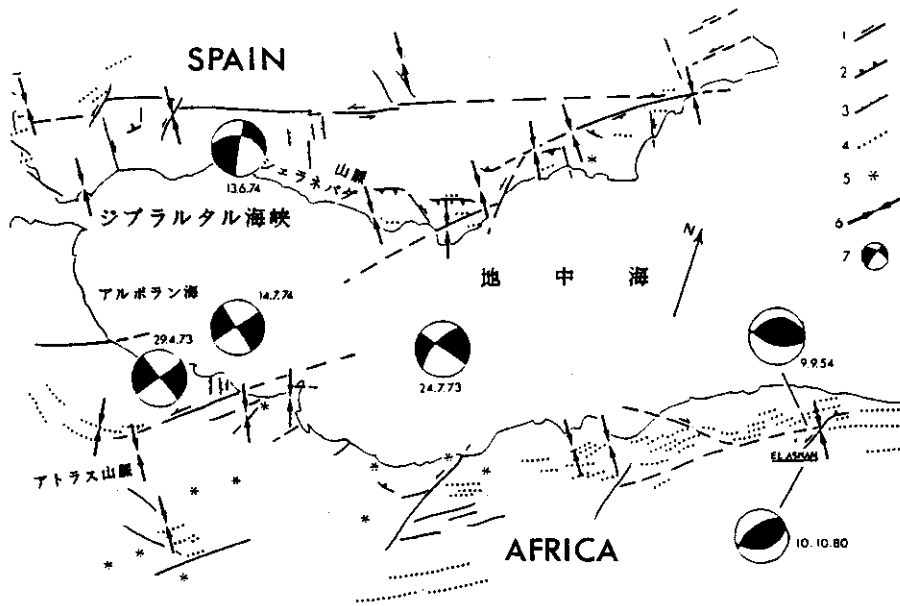 SPAIN
1
2
3
4
5 *
6
7
13.6.74
山脈
シェラネバダ
ジブラルタル海峡
N
地中海
アルボラン海
14.7.74
29.4.73
24.7.73
9.9.54
EL ASNAM
アトラス山脈
10.10.80
AFRICA